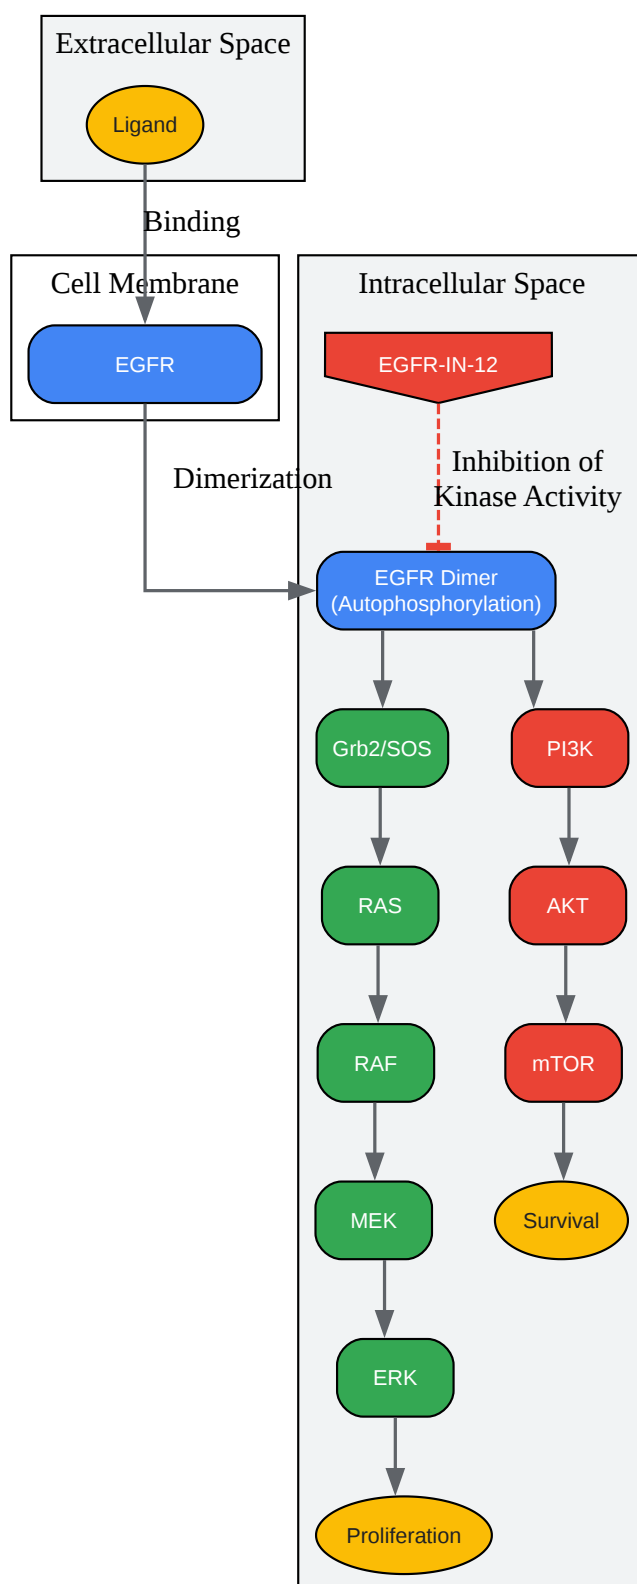 Extracellular Space
Ligand
Binding
Cell Membrane
EGFR
Dimerization
Intracellular Space
EGFR-IN-12
Inhibition of
Kinase Activity
EGFR Dimer
(Autophosphorylation)
Grb2/SOS
PI3K
RAS
AKT
RAF
mTOR
MEK
Survival
ERK
Proliferation